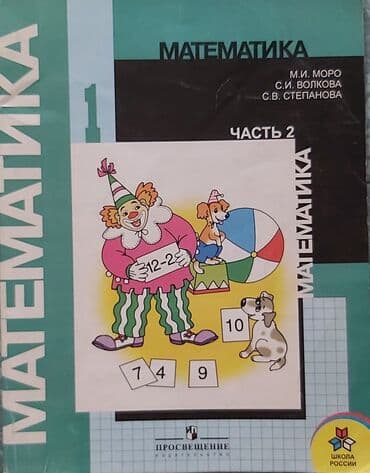 МАТЕМАТИКА
М.И. МОРО
С.И. ВОЛКОВА
С.В. СТЕПАНОВА
ЧАСТЬ 2
МАТЕМАТИКА
МАТЕМАТИКА
1
12-2
10
7 4 9
ПРОСВЕЩЕНИЕ
ИЗДАТЕЛЬСТВО
ШКОЛА
РОССИИ